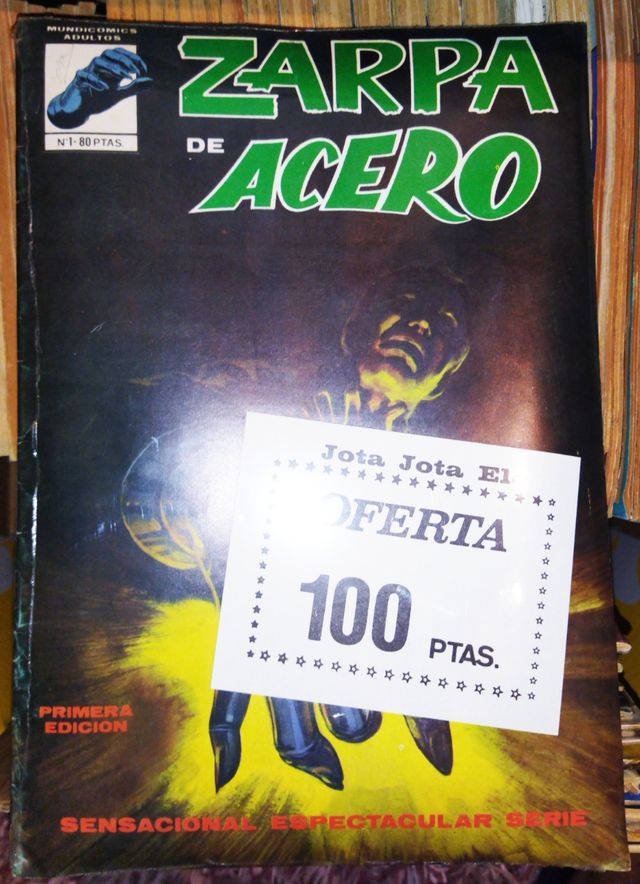 MUNDICOMICS
ADULTOS
Nº1-80 PTAS.
ZARPA
DE
ACERO
Jota Jota El
OFERTA
100 PTAS.
PRIMERA
EDICION
SENSACIONAL ESPECTACULAR SERIE